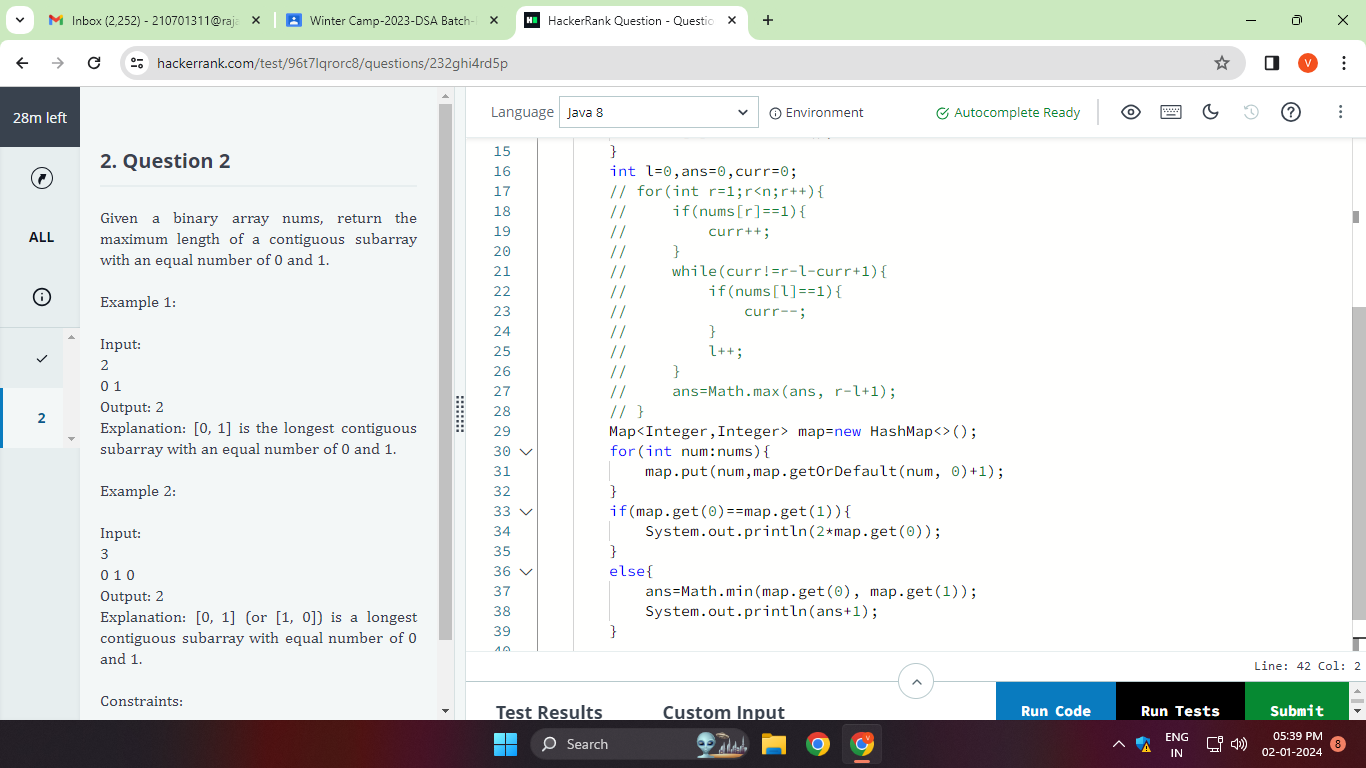 Inbox (2,252) - 210701311@raja
Winter Camp-2023-DSA Batch-
HackerRank Question - Questio
hackerrank.com/test/96t7lqrorc8/questions/232ghi4rd5p
V
28m left
ALL
2
2. Question 2
Given a binary array nums, return the
maximum length of a contiguous subarray
with an equal number of 0 and 1.
Example 1:
Input:
2
0 1
Output: 2
Explanation: [0, 1] is the longest contiguous
subarray with an equal number of 0 and 1.
Example 2:
Input:
3
0 1 0
Output: 2
Explanation: [0, 1] (or [1, 0]) is a longest
contiguous subarray with equal number of 0
and 1.
Constraints:
Language Java 8 Environment Autocomplete Ready
15 }
16 int l=0,ans=0,curr=0;
17 // for(int r=1;r<n;r++){
18 // if(nums[r]==1){
19 // curr++;
20 // }
21 // while(curr!=r-l-curr+1){
22 // if(nums[l]==1){
23 // curr--;
24 // }
25 // l++;
26 // }
27 // ans=Math.max(ans, r-l+1);
28 // }
29 Map<Integer,Integer> map=new HashMap<>();
30 for(int num:nums){
31 map.put(num,map.getOrDefault(num, 0)+1);
32 }
33 if(map.get(0)==map.get(1)){
34 System.out.println(2*map.get(0));
35 }
36 else{
37 ans=Math.min(map.get(0), map.get(1));
38 System.out.println(ans+1);
39 }
40
Line: 42 Col: 2
Test Results Custom Input Run Code Run Tests Submit
Search
ENG
IN
05:39 PM
02-01-2024
8